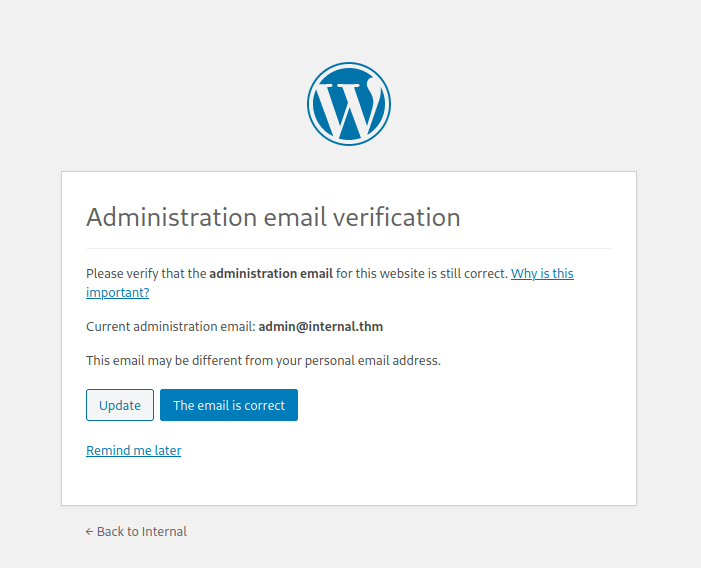 Administration email verification
Please verify that the administration email for this website is still correct. Why is this
important?
Current administration email: admin@internal.thm
This email may be different from your personal email address.
Update The email is correct
Remind me later
← Back to Internal